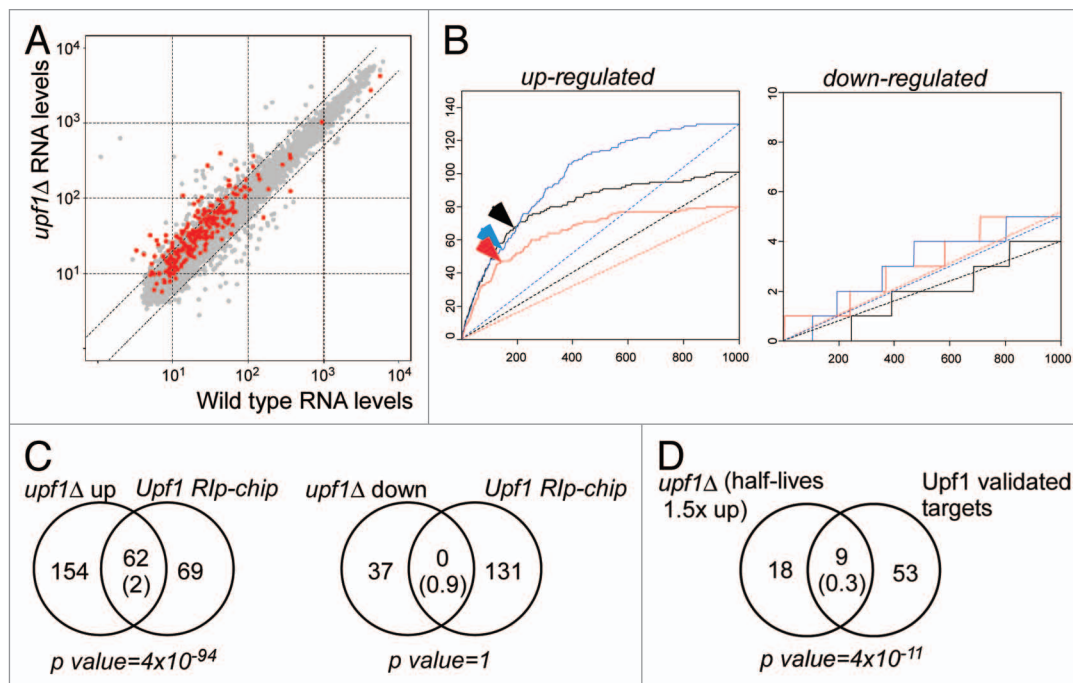 A
upf1Δ RNA levels
10⁴
10³
10²
10¹
10¹
10²
10³
10⁴
Wild type RNA levels
B
up-regulated
down-regulated
140
120
100
80
60
40
20
0
200
400
600
800
1000
10
8
6
4
2
0
200
400
600
800
1000
C
upf1Δ up
Upf1 RIp-chip
154
62
(2)
69
p value=4x10⁻⁹⁴
upf1Δ down
Upf1 RIp-chip
37
0
(0.9)
131
p value=1
D
upf1Δ (half-lives
1.5x up)
Upf1 validated
targets
18
9
(0.3)
53
p value=4x10⁻¹¹